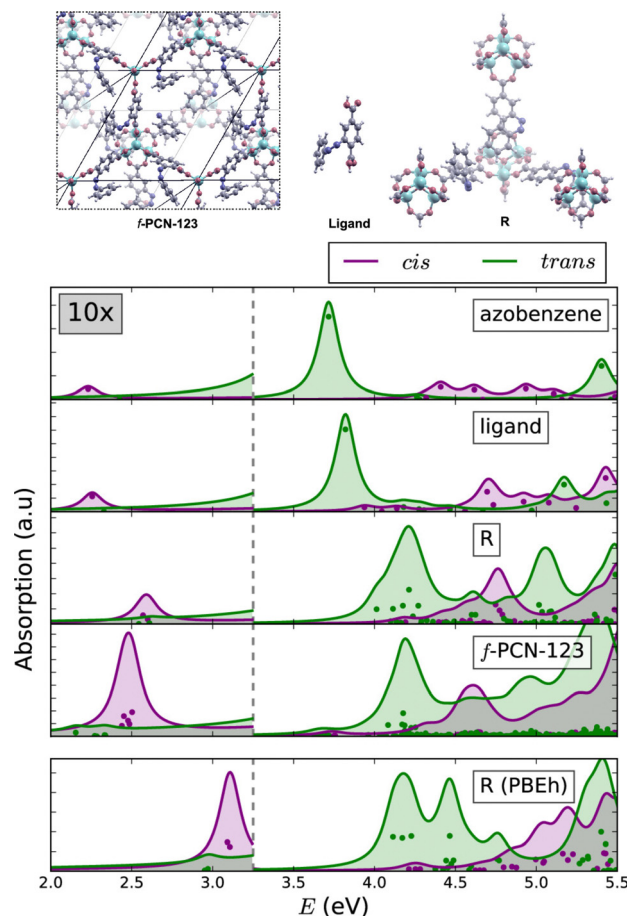 f-PCN-123
Ligand
R
cis
trans
10x
azobenzene
ligand
R
f-PCN-123
R (PBEh)
Absorption (a.u)
2.0 2.5 3.0 3.5 4.0 4.5 5.0 5.5
E (eV)